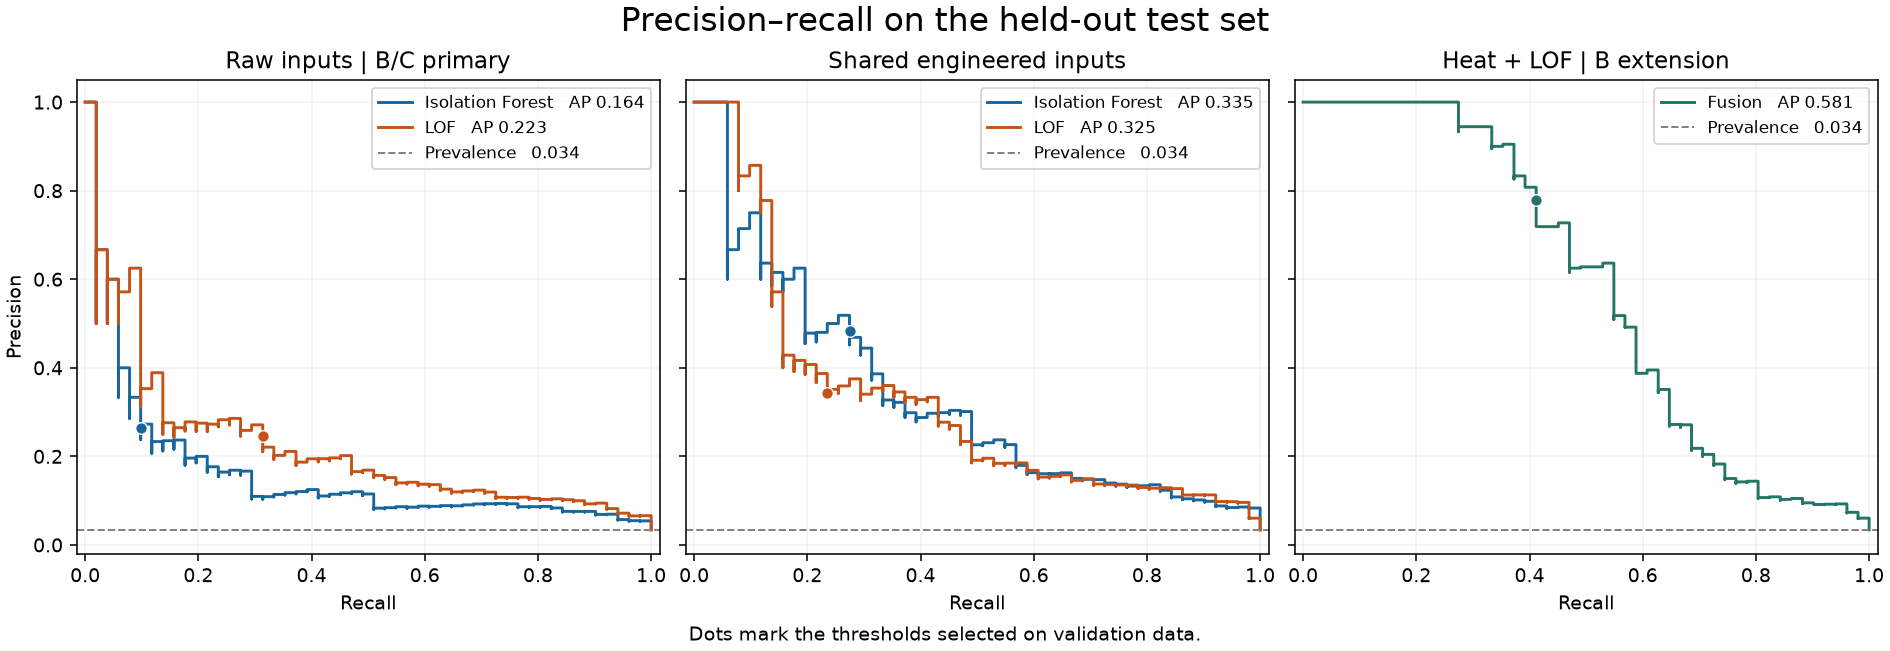 Precision–recall on the held-out test set
Raw inputs | B/C primary
Isolation Forest   AP 0.164
LOF   AP 0.223
Prevalence   0.034
Precision
1.0
0.8
0.6
0.4
0.2
0.0
0.0 0.2 0.4 0.6 0.8 1.0
Recall
Shared engineered inputs
Isolation Forest   AP 0.335
LOF   AP 0.325
Prevalence   0.034
0.0 0.2 0.4 0.6 0.8 1.0
Recall
Heat + LOF | B extension
Fusion   AP 0.581
Prevalence   0.034
0.0 0.2 0.4 0.6 0.8 1.0
Recall
Dots mark the thresholds selected on validation data.